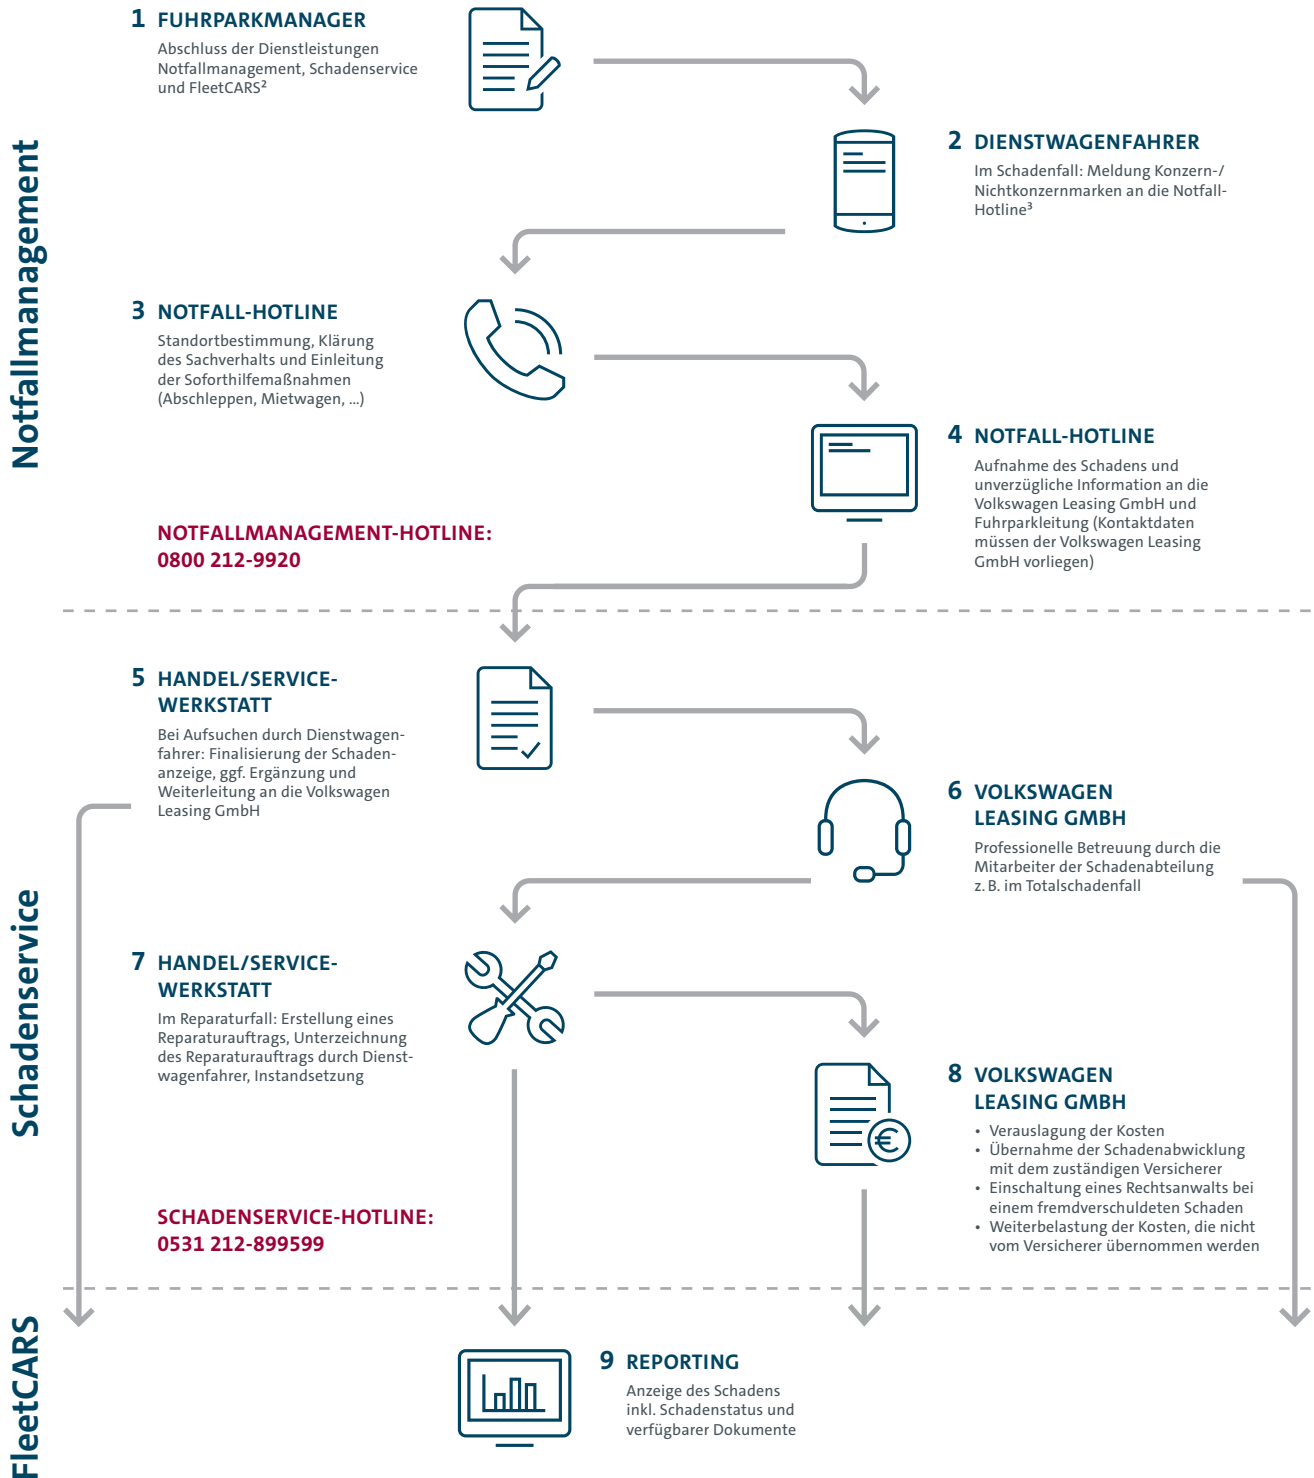 Notfallmanagement
1 FUHRPARKMANAGER
Abschluss der Dienstleistungen
Notfallmanagement, Schadenservice
und FleetCARS²
2 DIENSTWAGENFAHRER
Im Schadenfall: Meldung Konzern-/
Nichtkonzernmarken an die Notfall-
Hotline³
3 NOTFALL-HOTLINE
Standortbestimmung, Klärung
des Sachverhalts und Einleitung
der Soforthilfemaßnahmen
(Abschleppen, Mietwagen, ...)
4 NOTFALL-HOTLINE
Aufnahme des Schadens und
unverzügliche Information an die
Volkswagen Leasing GmbH und
Fuhrparkleitung (Kontaktdaten
müssen der Volkswagen Leasing
GmbH vorliegen)
NOTFALLMANAGEMENT-HOTLINE:
0800 212-9920
Schadenservice
5 HANDEL/SERVICE-
WERKSTATT
Bei Aufsuchen durch Dienstwagen-
fahrer: Finalisierung der Schaden-
anzeige, ggf. Ergänzung und
Weiterleitung an die Volkswagen
Leasing GmbH
6 VOLKSWAGEN
LEASING GMBH
Professionelle Betreuung durch die
Mitarbeiter der Schadenabteilung
z. B. im Totalschadenfall
7 HANDEL/SERVICE-
WERKSTATT
Im Reparaturfall: Erstellung eines
Reparaturauftrags, Unterzeichnung
des Reparaturauftrags durch Dienst-
wagenfahrer, Instandsetzung
8 VOLKSWAGEN
LEASING GMBH
• Verauslagung der Kosten
• Übernahme der Schadenabwicklung
mit dem zuständigen Versicherer
• Einschaltung eines Rechtsanwalts bei
einem fremdverschuldeten Schaden
• Weiterbelastung der Kosten, die nicht
vom Versicherer übernommen werden
€
SCHADENSERVICE-HOTLINE:
0531 212-899599
FleetCARS
9 REPORTING
Anzeige des Schadens
inkl. Schadenstatus und
verfügbarer Dokumente